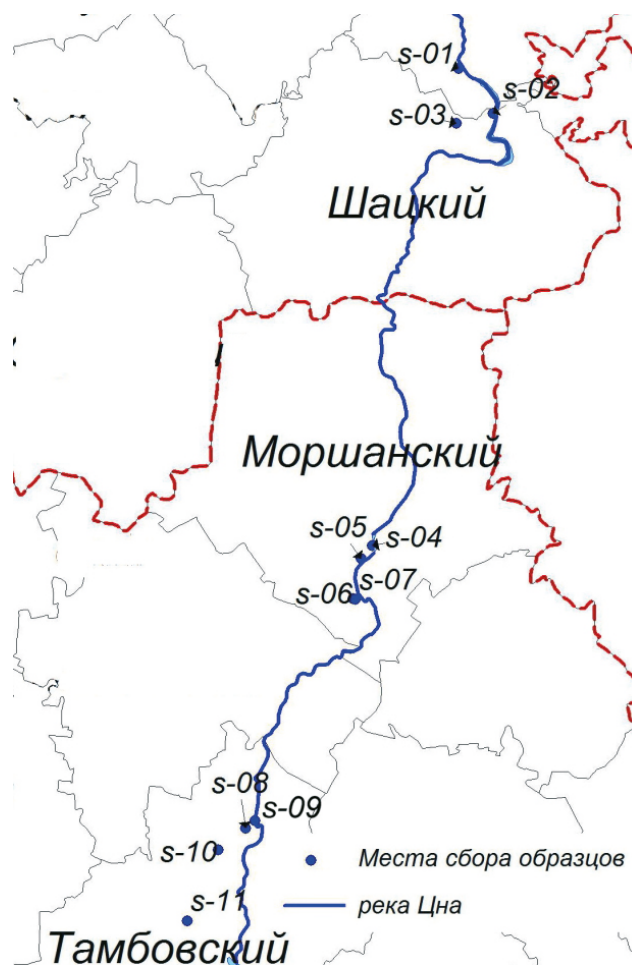 s-01
s-02
s-03
Шацкий
Моршанский
s-05
s-04
s-07
s-06
s-08
s-09
s-10
Места сбора образцов
s-11
река Цна
Тамбовский